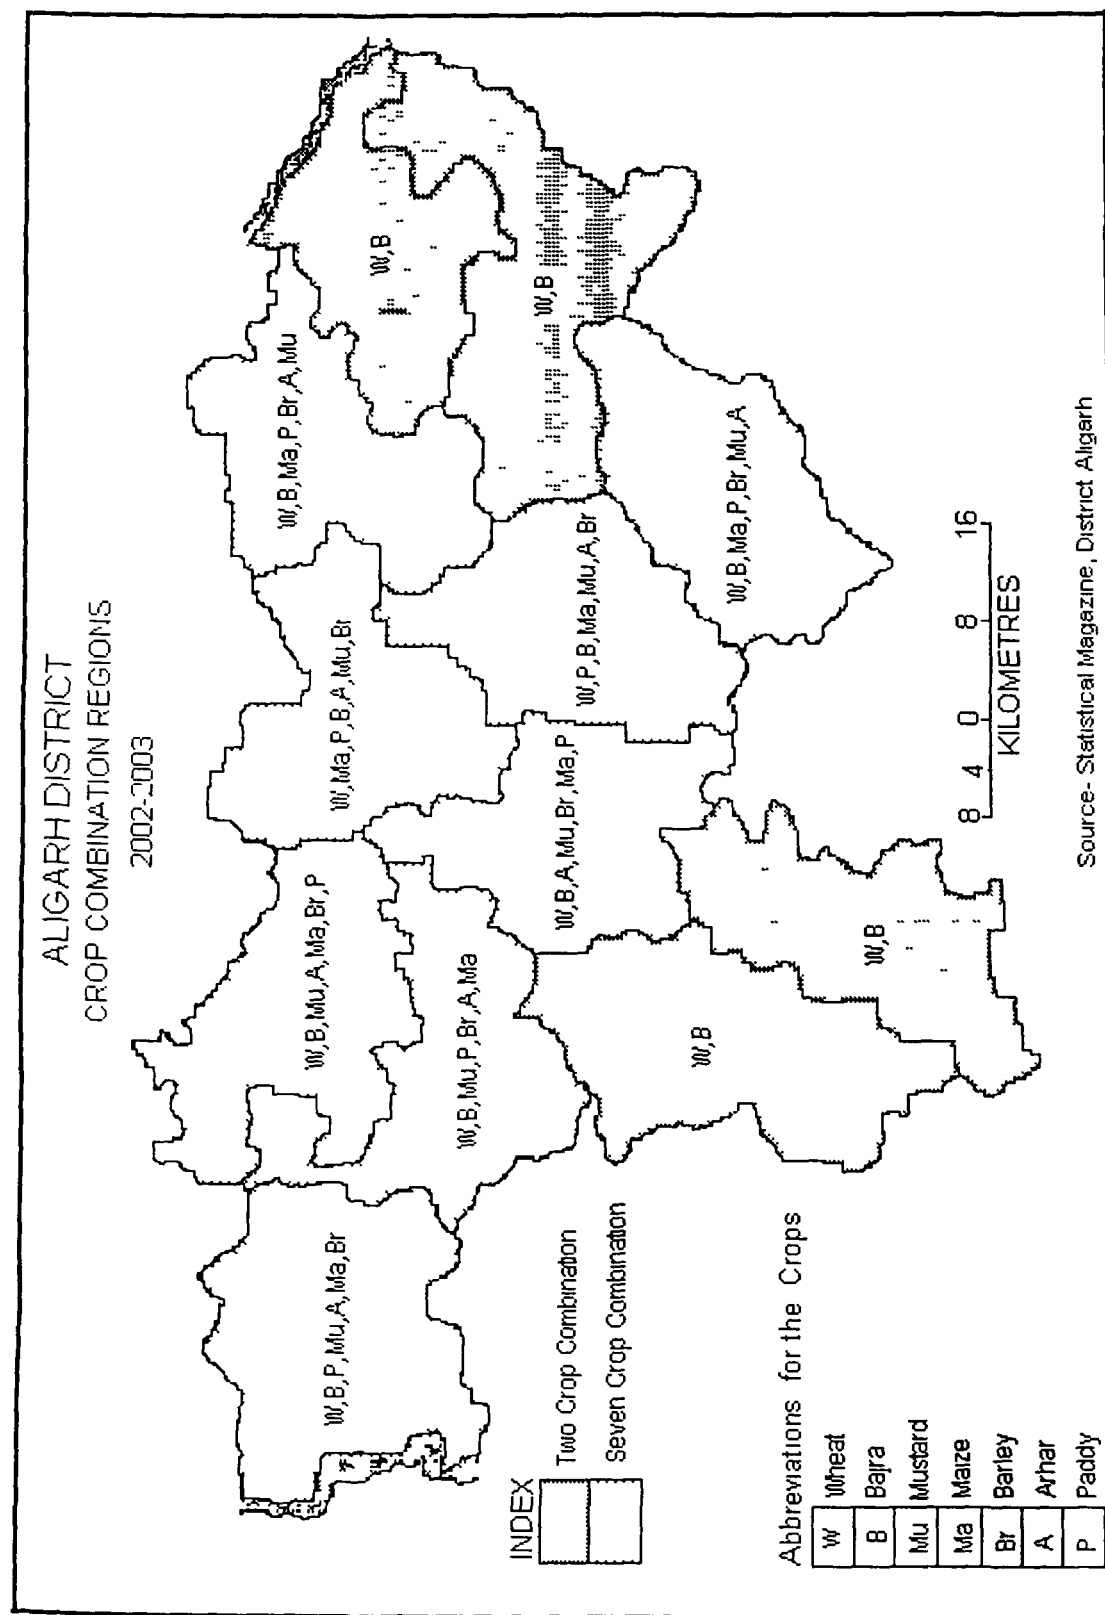 ALIGARH DISTRICT
CROP COMBINATION REGIONS
2002-2003
W,B,P,Mu,A,Ma,Br
W,B,Mu,A,Ma,Br,P
W,B,Mu,P,Br,A,Ma
W,Ma,P,B,A,Mu,Br
W,B,Ma,P,Br,A,Mu
W,B
W,B
W,B,A,Mu,Br,Ma,P
W,P,B,Ma,Mu,A,Br
W,B,Ma,P,Br,Mu,A
W,B
W,B
INDEX
Two Crop Combination
Seven Crop Combination
Abbreviations for the Crops
W Wheat
B Bajra
Mu Mustard
Ma Maize
Br Barley
A Arhar
P Paddy
8 4 0 8 16
KILOMETRES
Source- Statistical Magazine, District Aligarh